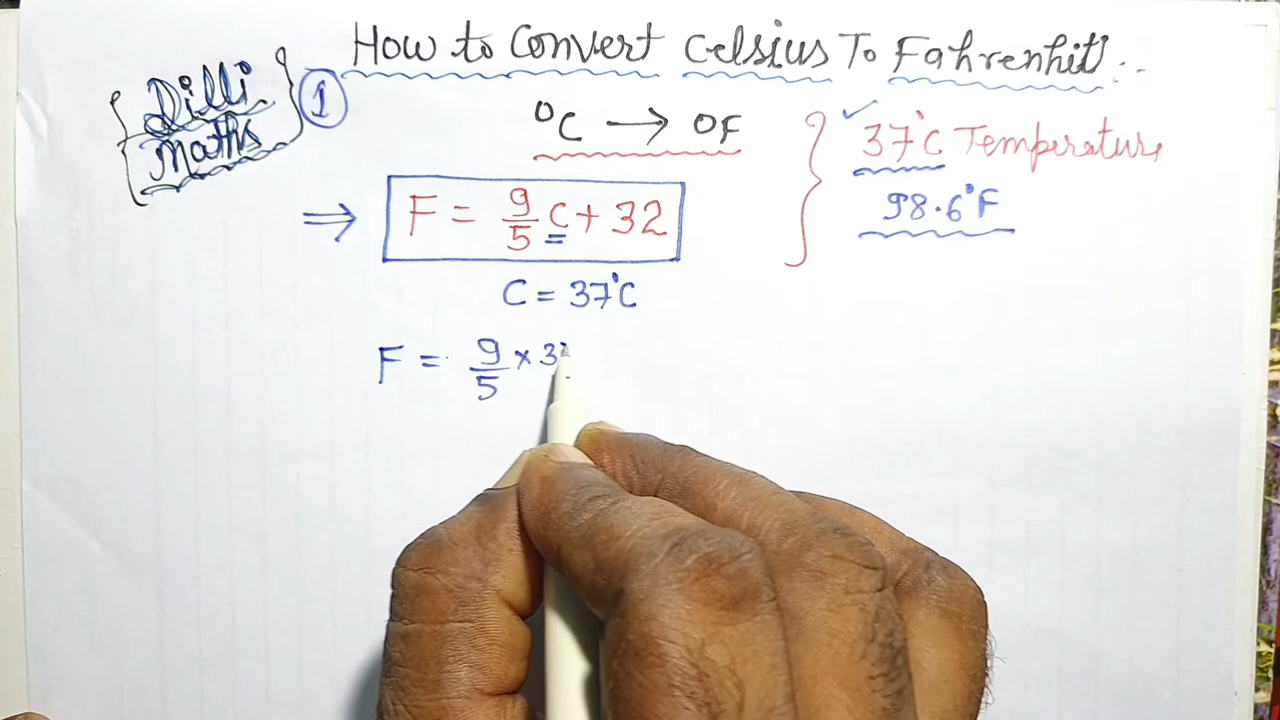 How to Convert Celsius To Fahrenhit..
Dilli
Maths
1
°C → °F
37°C Temperature
98.6°F
⇒ F = 9/5 C + 32
C = 37°C
F = 9/5 × 37